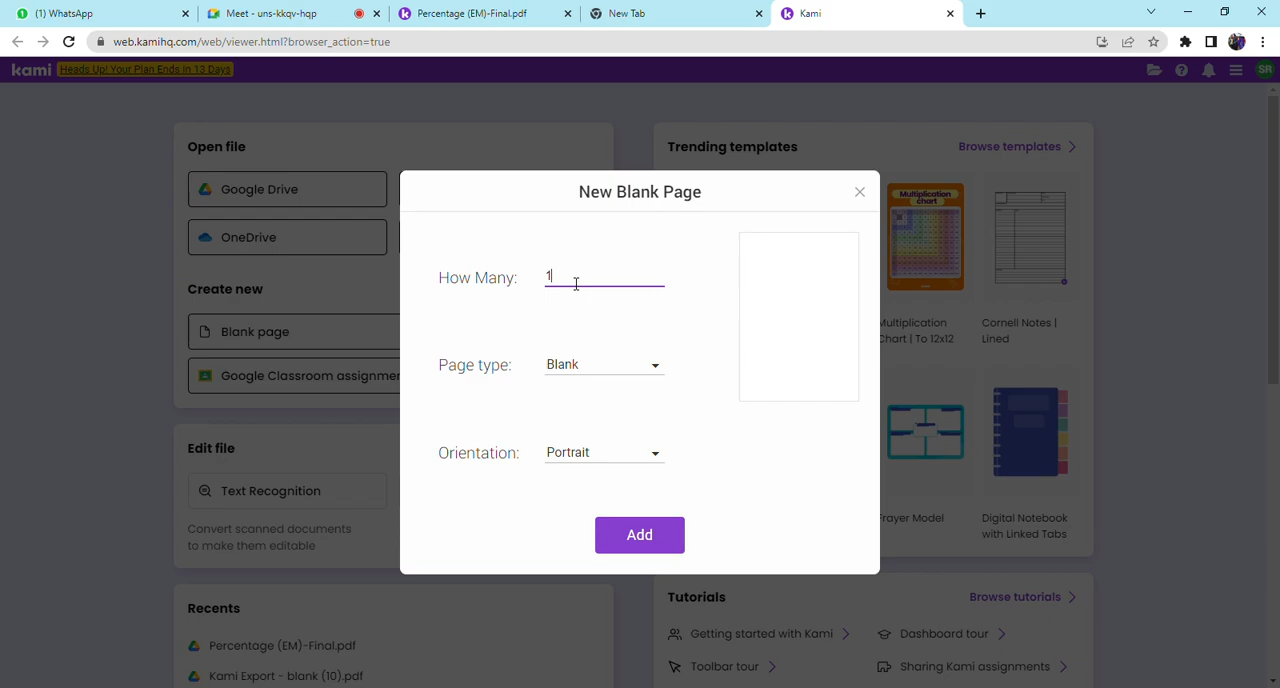 (1) WhatsApp
Meet - uns-kkqv-hqp
Percentage (EM)-Final.pdf
New Tab
Kami
web.kamihq.com/web/viewer.html?browser_action=true
kami
Heads Up! Your Plan Ends In 13 Days
SR
Open file
Google Drive
OneDrive
Create new
Blank page
Google Classroom assignmen
Edit file
Text Recognition
Convert scanned documents
to make them editable
Recents
Percentage (EM)-Final.pdf
Kami Export - blank (10).pdf
New Blank Page
How Many:
1
Page type:
Blank
Orientation:
Portrait
Add
Trending templates
Browse templates
Multiplication
chart
Multiplication
Chart | To 12x12
Cornell Notes |
Lined
Frayer Model
Digital Notebook
with Linked Tabs
Tutorials
Browse tutorials
Getting started with Kami
Dashboard tour
Toolbar tour
Sharing Kami assignments